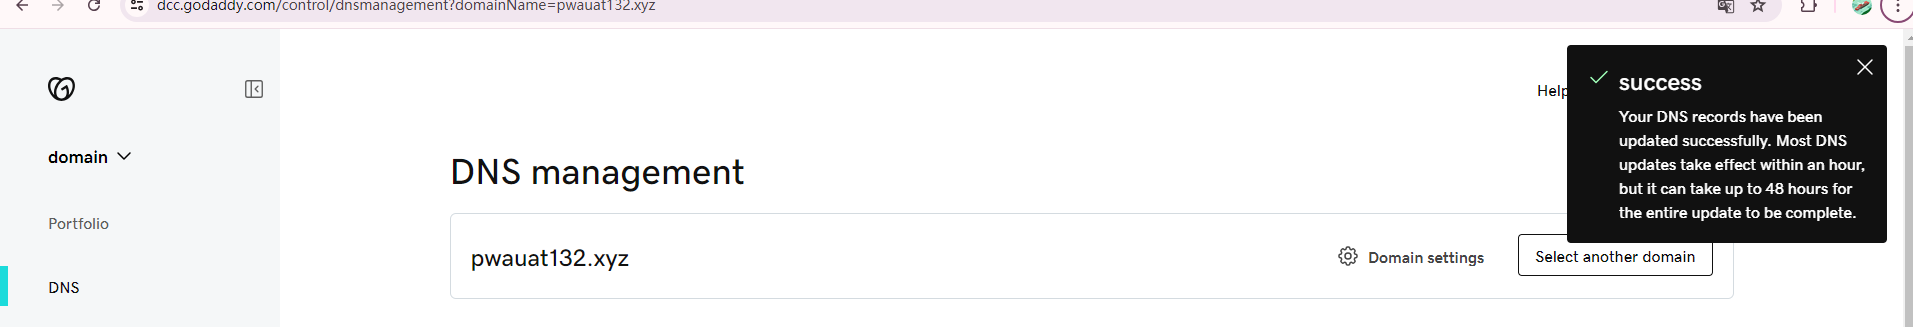 dcc.godaddy.com/control/dnsmanagement?domainName=pwauat132.xyz
Help
success
Your DNS records have been
updated successfully. Most DNS
updates take effect within an hour,
but it can take up to 48 hours for
the entire update to be complete.
domain
Portfolio
DNS
DNS management
pwauat132.xyz
Domain settings
Select another domain